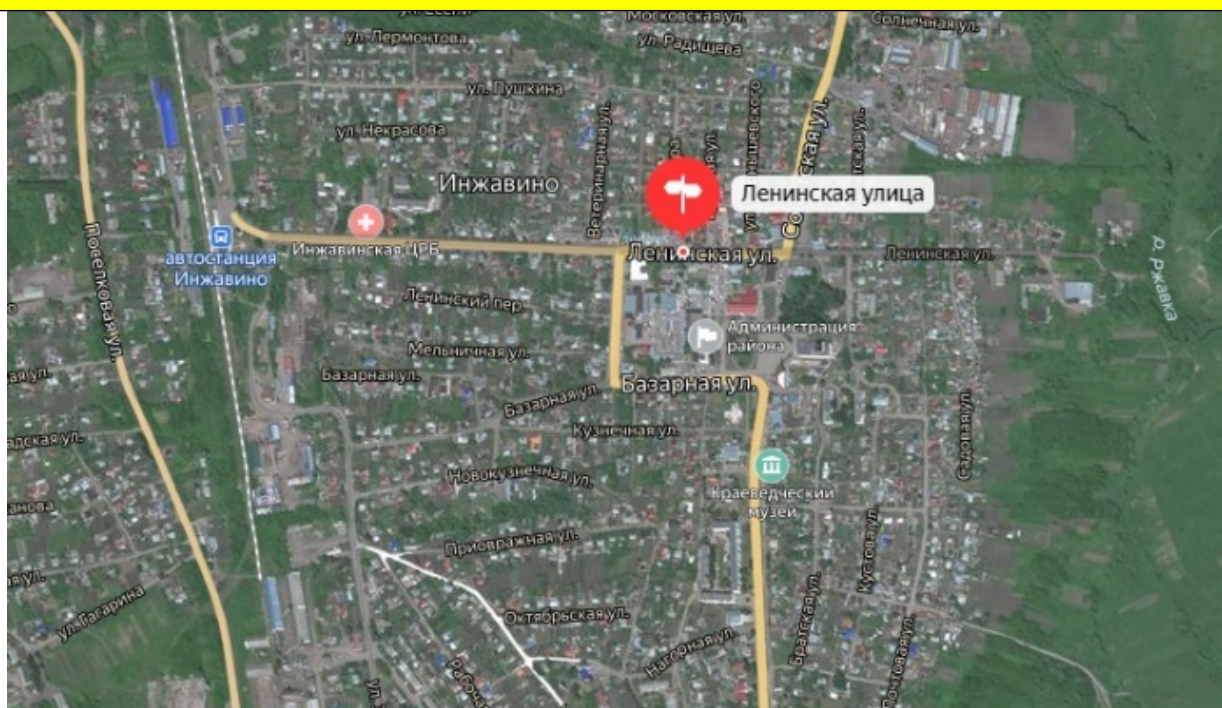 Московская ул.
Солнечная ул.
ул. Лермонтова
ул. Радищева
ул. Пушкина
ул. Некрасова
Ветеринарная ул.
Инжавино
Ленинская улица
Инжавинская ЦРБ
Ленинская ул.
Ленинская ул.
р. Ржавка
автостанция
Инжавино
Поселковая ул.
Ленинский пер.
Администрация
района
Мельничная ул.
Базарная ул.
Базарная ул.
Базарная ул.
Кузнечная ул.
Садовая ул.
Новокузнечная ул.
Краеведческий
музей
Приовражная ул.
Кустовая ул.
ул. Гагарина
Октябрьская ул.
Братская ул.
Нагорная ул.
Почтовая ул.